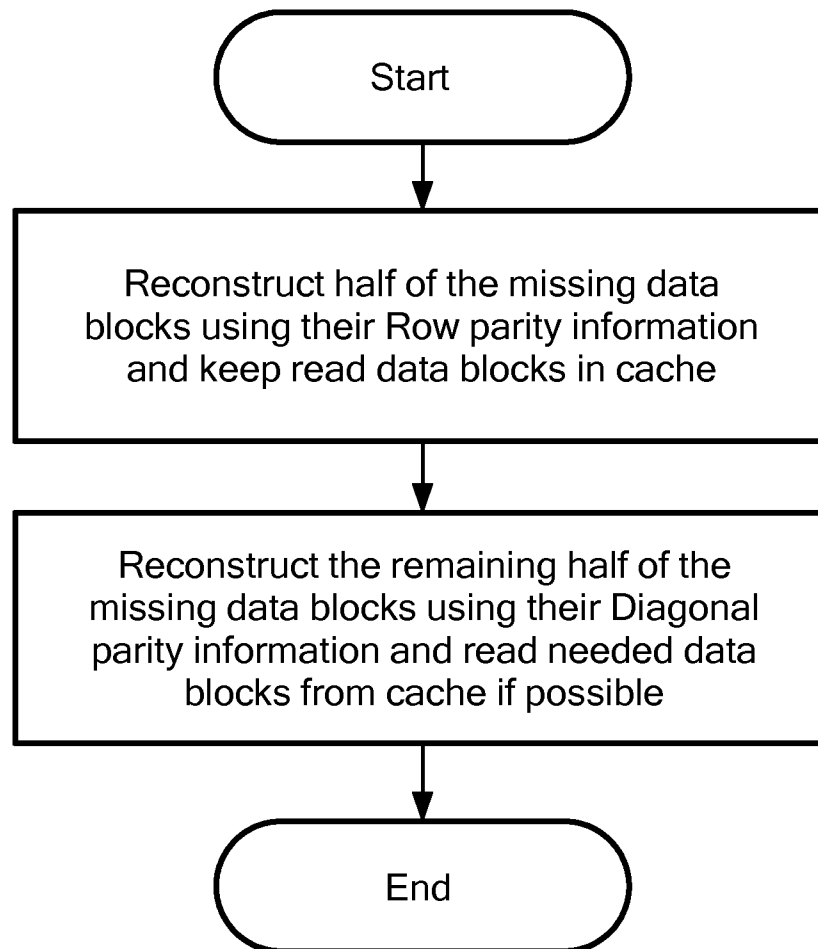 Start
Reconstruct half of the missing data
blocks using their Row parity information
and keep read data blocks in cache
Reconstruct the remaining half of the
missing data blocks using their Diagonal
parity information and read needed data
blocks from cache if possible
End